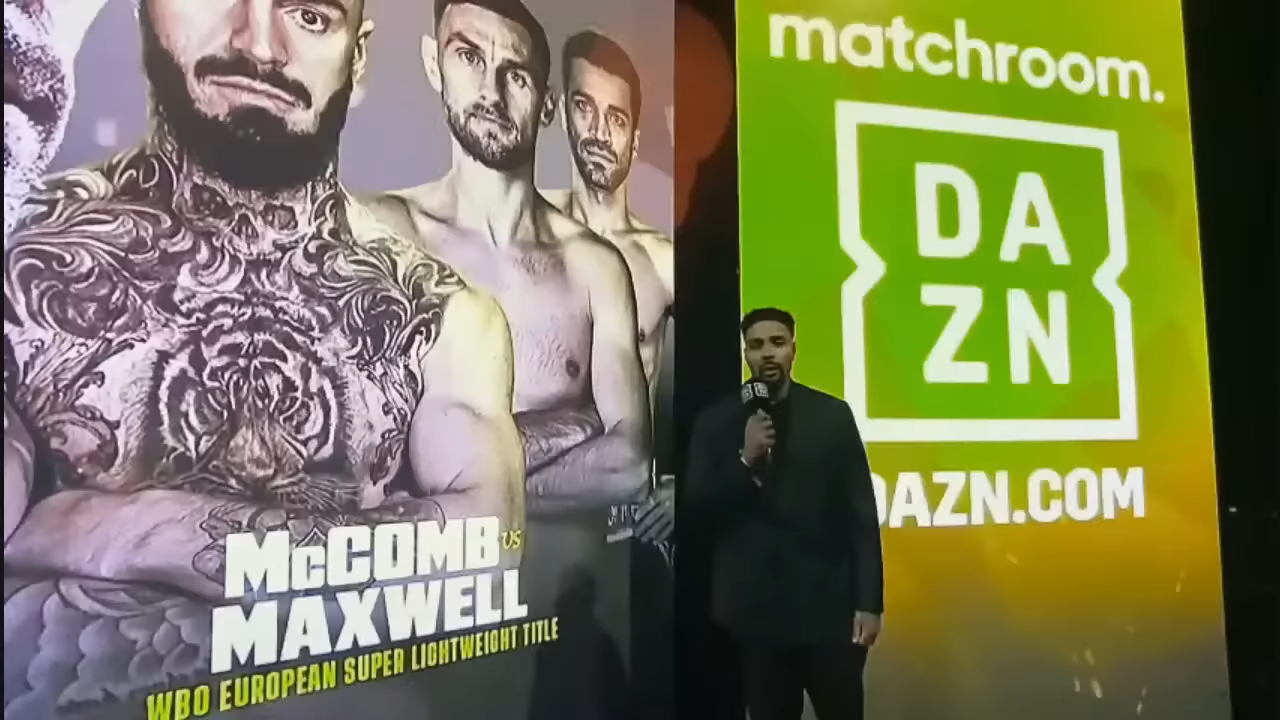 McCOMB vs
MAXWELL
WBO EUROPEAN SUPER LIGHTWEIGHT TITLE
matchroom.
DA
ZN
DAZN.COM